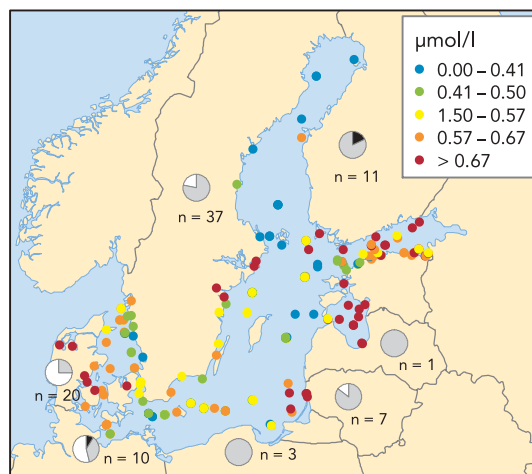 µmol/l
0.00 – 0.41
0.41 – 0.50
1.50 – 0.57
0.57 – 0.67
> 0.67
n = 11
n = 37
n = 1
n = 20
n = 7
n = 10
n = 3